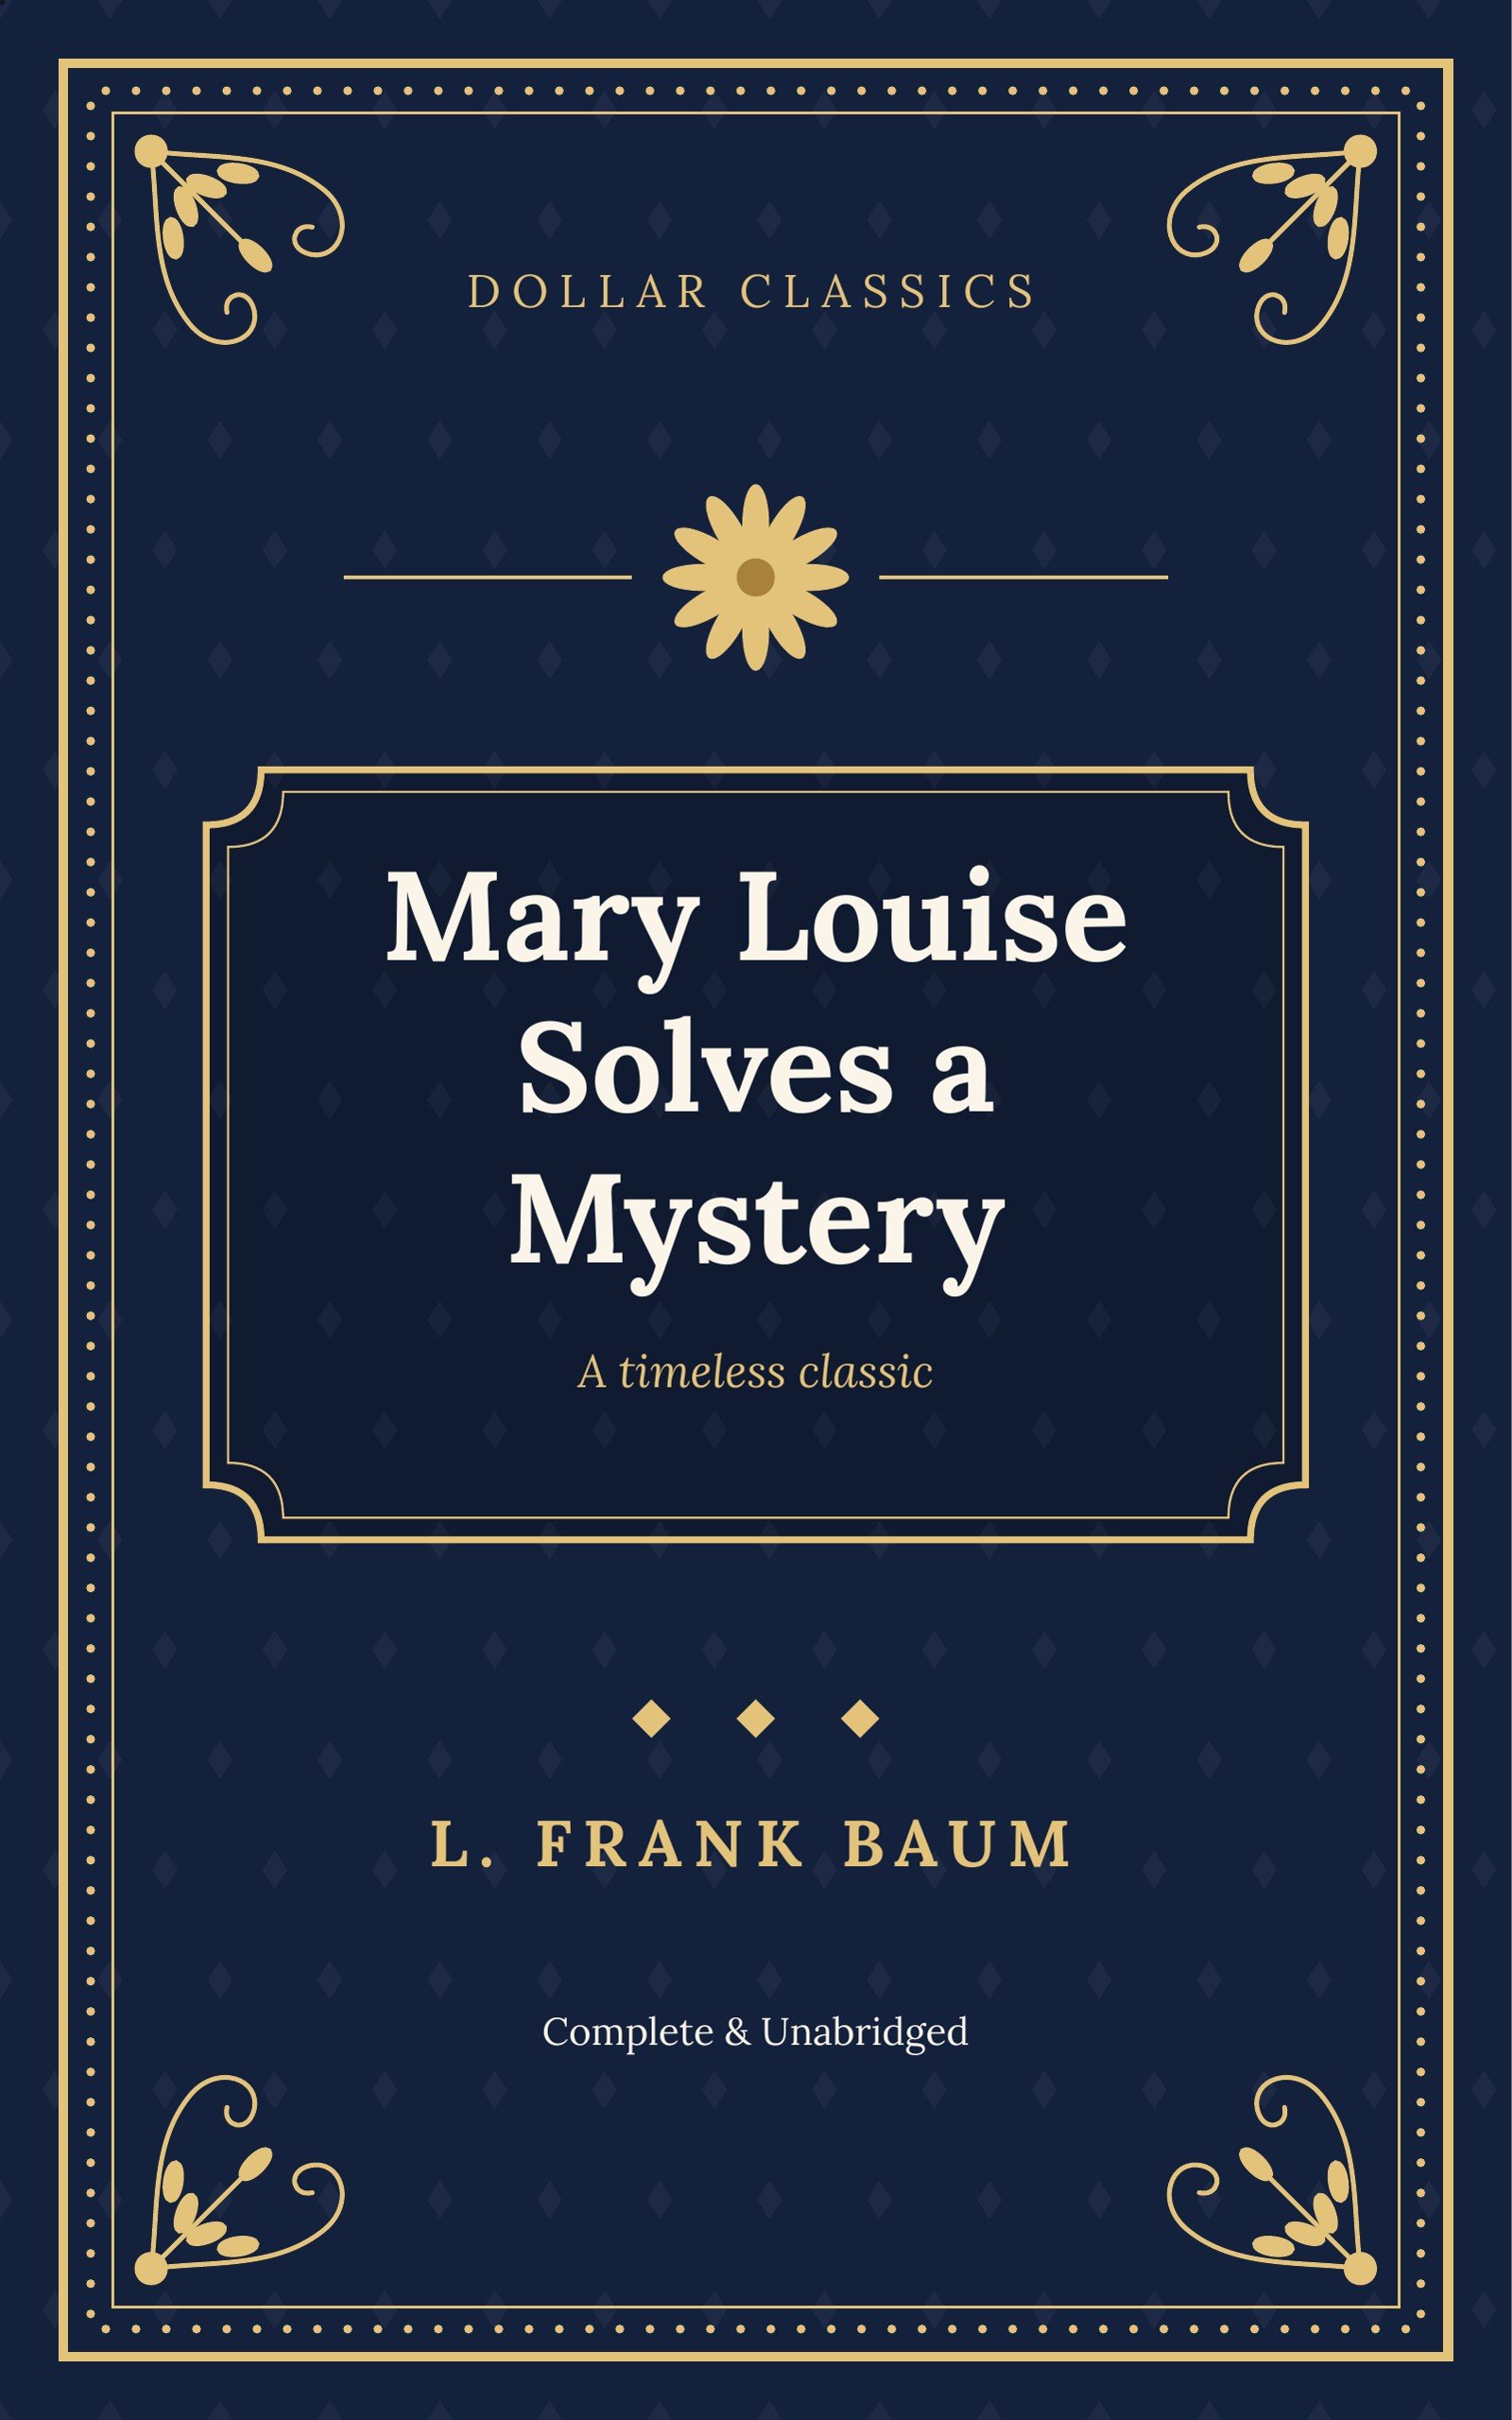 DOLLAR CLASSICS
Mary Louise
Solves a
Mystery
A timeless classic
L. FRANK BAUM
Complete & Unabridged